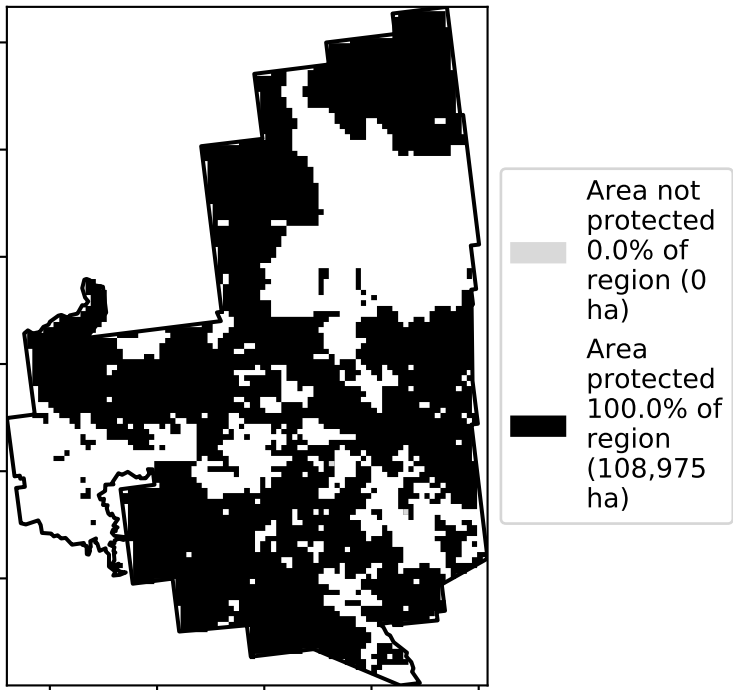 Area not
protected
0.0% of
region (0
ha)
Area
protected
100.0% of
region
(108,975
ha)